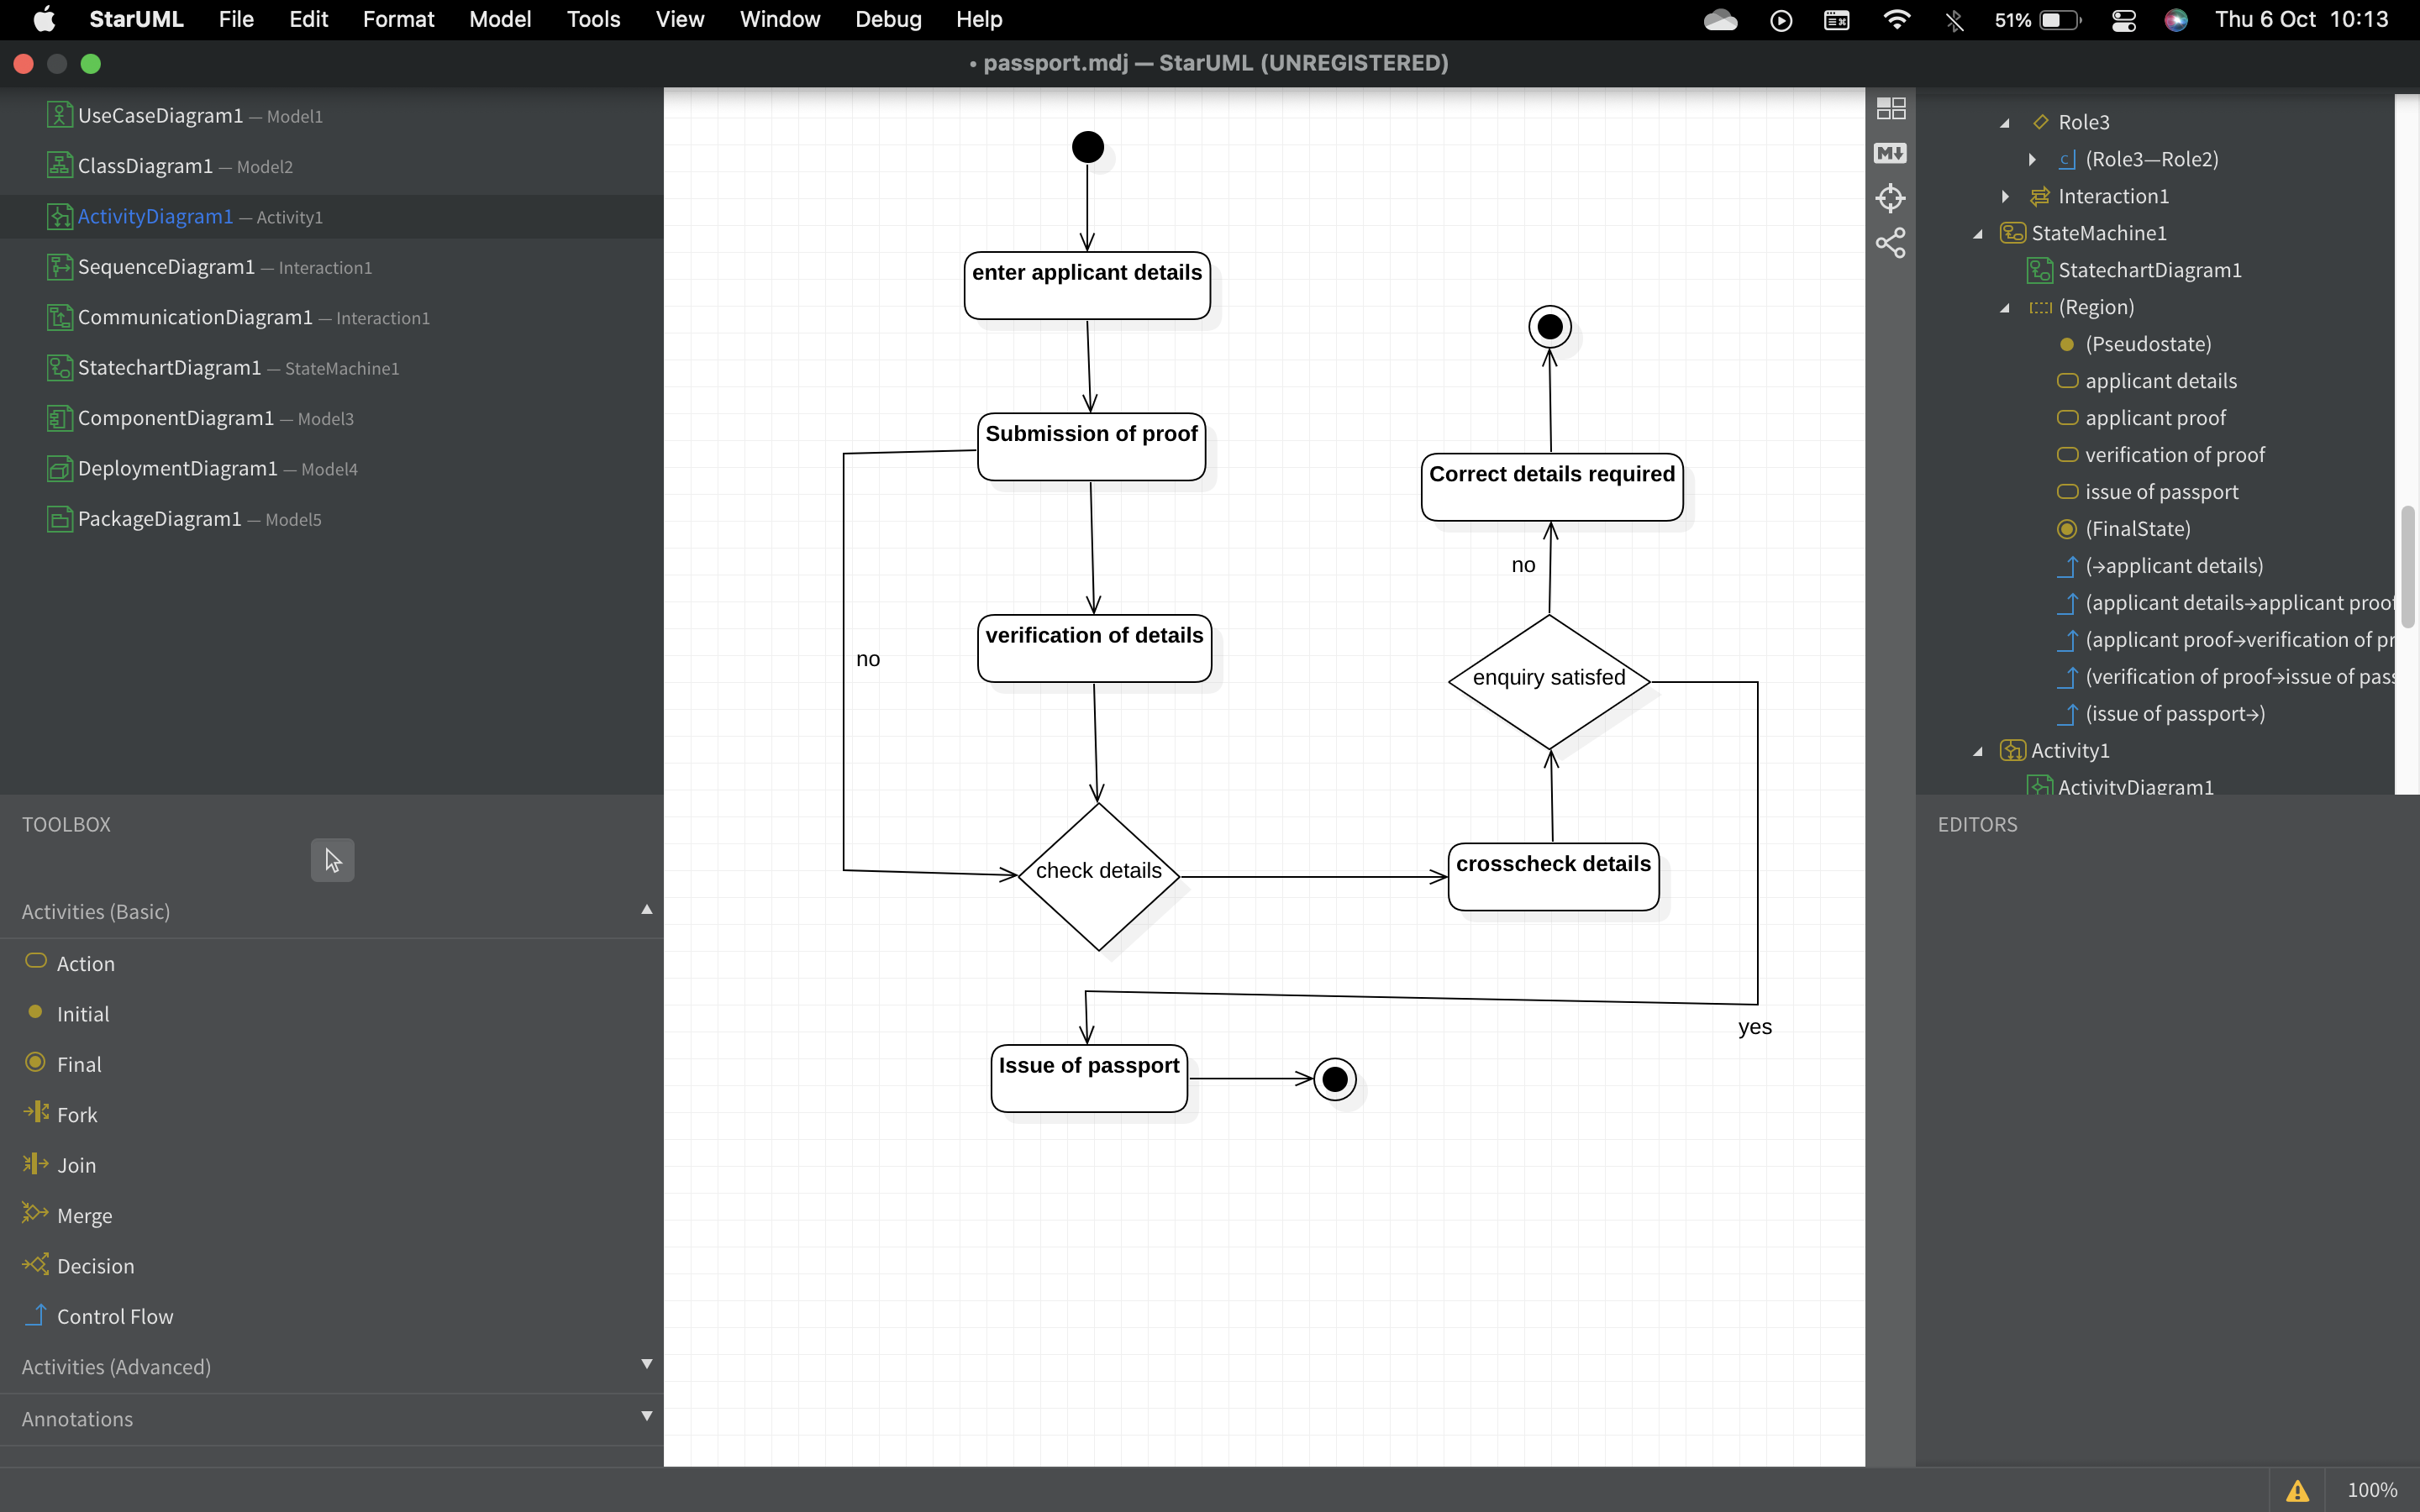 StarUML File Edit Format Model Tools View Window Debug Help 51% Thu 6 Oct 10:13
• passport.mdj — StarUML (UNREGISTERED)
UseCaseDiagram1 — Model1
ClassDiagram1 — Model2
ActivityDiagram1 — Activity1
SequenceDiagram1 — Interaction1
CommunicationDiagram1 — Interaction1
StatechartDiagram1 — StateMachine1
ComponentDiagram1 — Model3
DeploymentDiagram1 — Model4
PackageDiagram1 — Model5
TOOLBOX
Activities (Basic)
Action
Initial
Final
Fork
Join
Merge
Decision
Control Flow
Activities (Advanced)
Annotations
enter applicant details
Submission of proof
no
verification of details
check details
crosscheck details
enquiry satisfed
no
Correct details required
yes
Issue of passport
M
Role3
c (Role3—Role2)
Interaction1
StateMachine1
StatechartDiagram1
(Region)
(Pseudostate)
applicant details
applicant proof
verification of proof
issue of passport
(FinalState)
(→applicant details)
(applicant details→applicant proof
(applicant proof→verification of pr
(verification of proof→issue of pass
(issue of passport→)
Activity1
ActivityDiagram1
EDITORS
100%